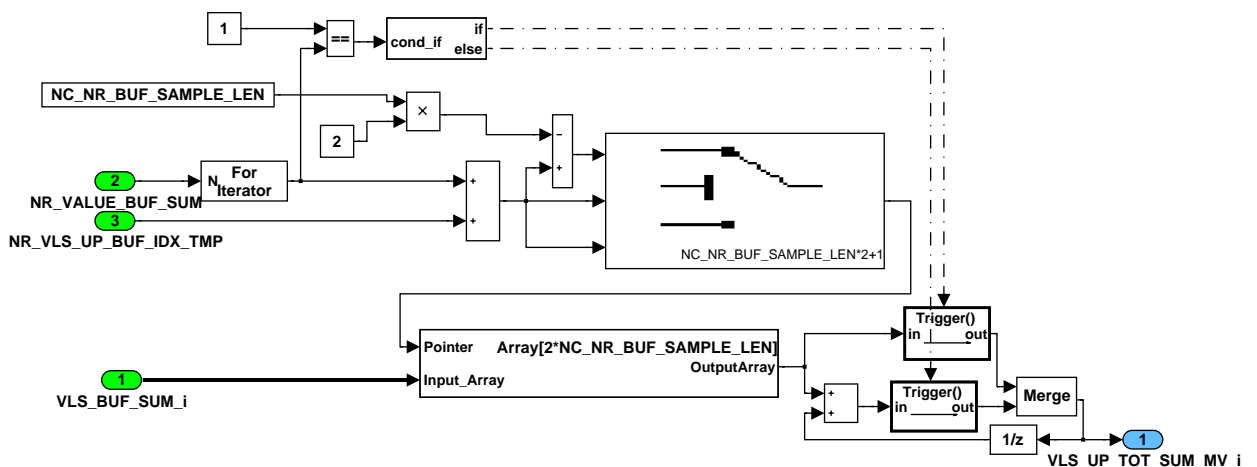 1
==
cond_if
if
else
NC_NR_BUF_SAMPLE_LEN
2
×
−
+
2
N
For
Iterator
NR_VALUE_BUF_SUM
+
+
3
NR_VLS_UP_BUF_IDX_TMP
NC_NR_BUF_SAMPLE_LEN*2+1
Pointer
Array[2*NC_NR_BUF_SAMPLE_LEN]
OutputArray
Input_Array
1
VLS_BUF_SUM_i
Trigger()
in
out
+
+
Trigger()
in
out
Merge
1/z
1
VLS_UP_TOT_SUM_MV_i